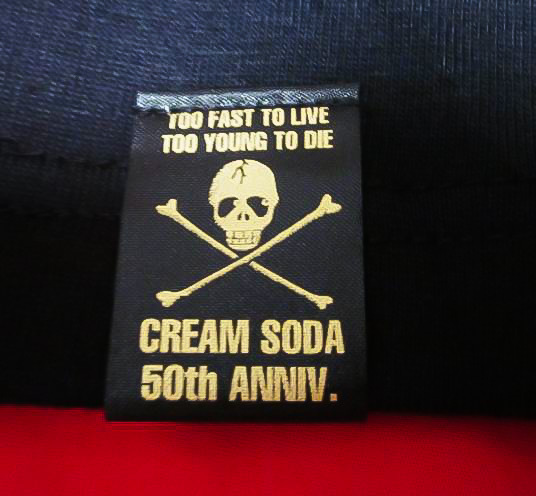 TOO FAST TO LIVE
TOO YOUNG TO DIE
CREAM SODA
50th ANNIV.